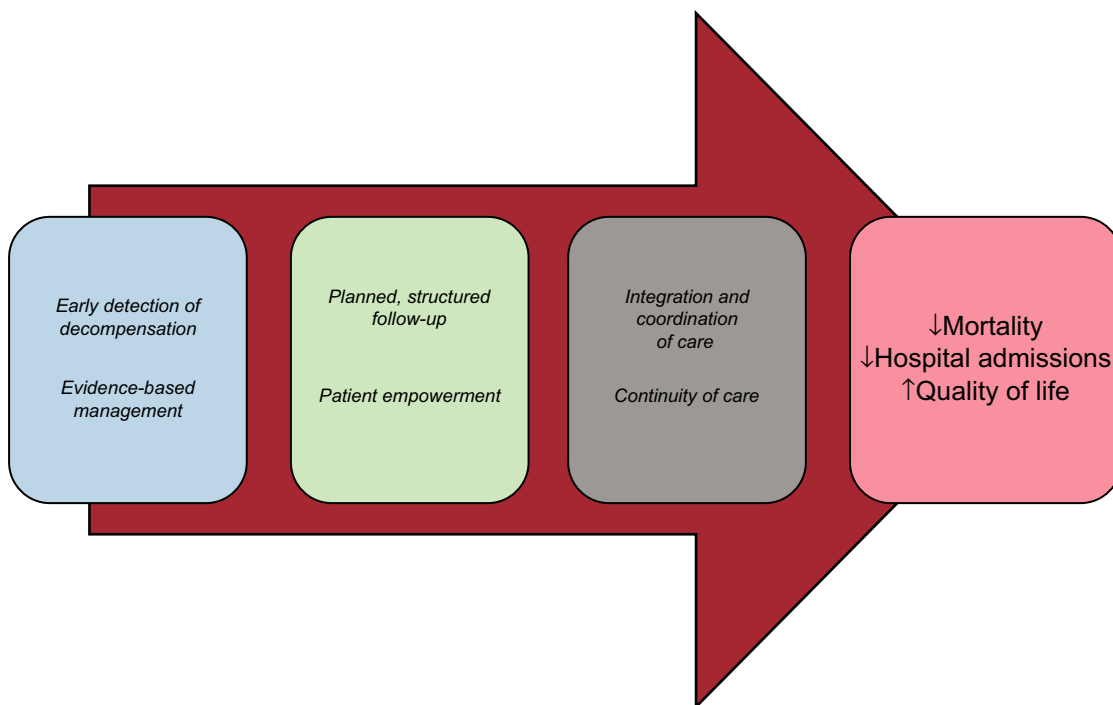 Early detection of
decompensation
Evidence-based
management
Planned, structured
follow-up
Patient empowerment
Integration and
coordination
of care
Continuity of care
↓Mortality
↓Hospital admissions
↑Quality of life